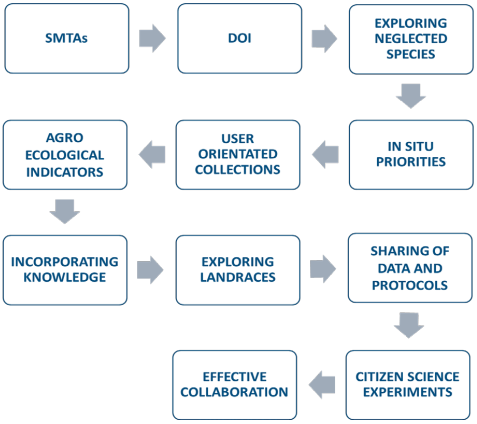 SMTAs
DOI
EXPLORING
NEGLECTED
SPECIES
IN SITU
PRIORITIES
USER
ORIENTATED
COLLECTIONS
AGRO
ECOLOGICAL
INDICATORS
INCORPORATING
KNOWLEDGE
EXPLORING
LANDRACES
SHARING OF
DATA AND
PROTOCOLS
CITIZEN SCIENCE
EXPERIMENTS
EFFECTIVE
COLLABORATION